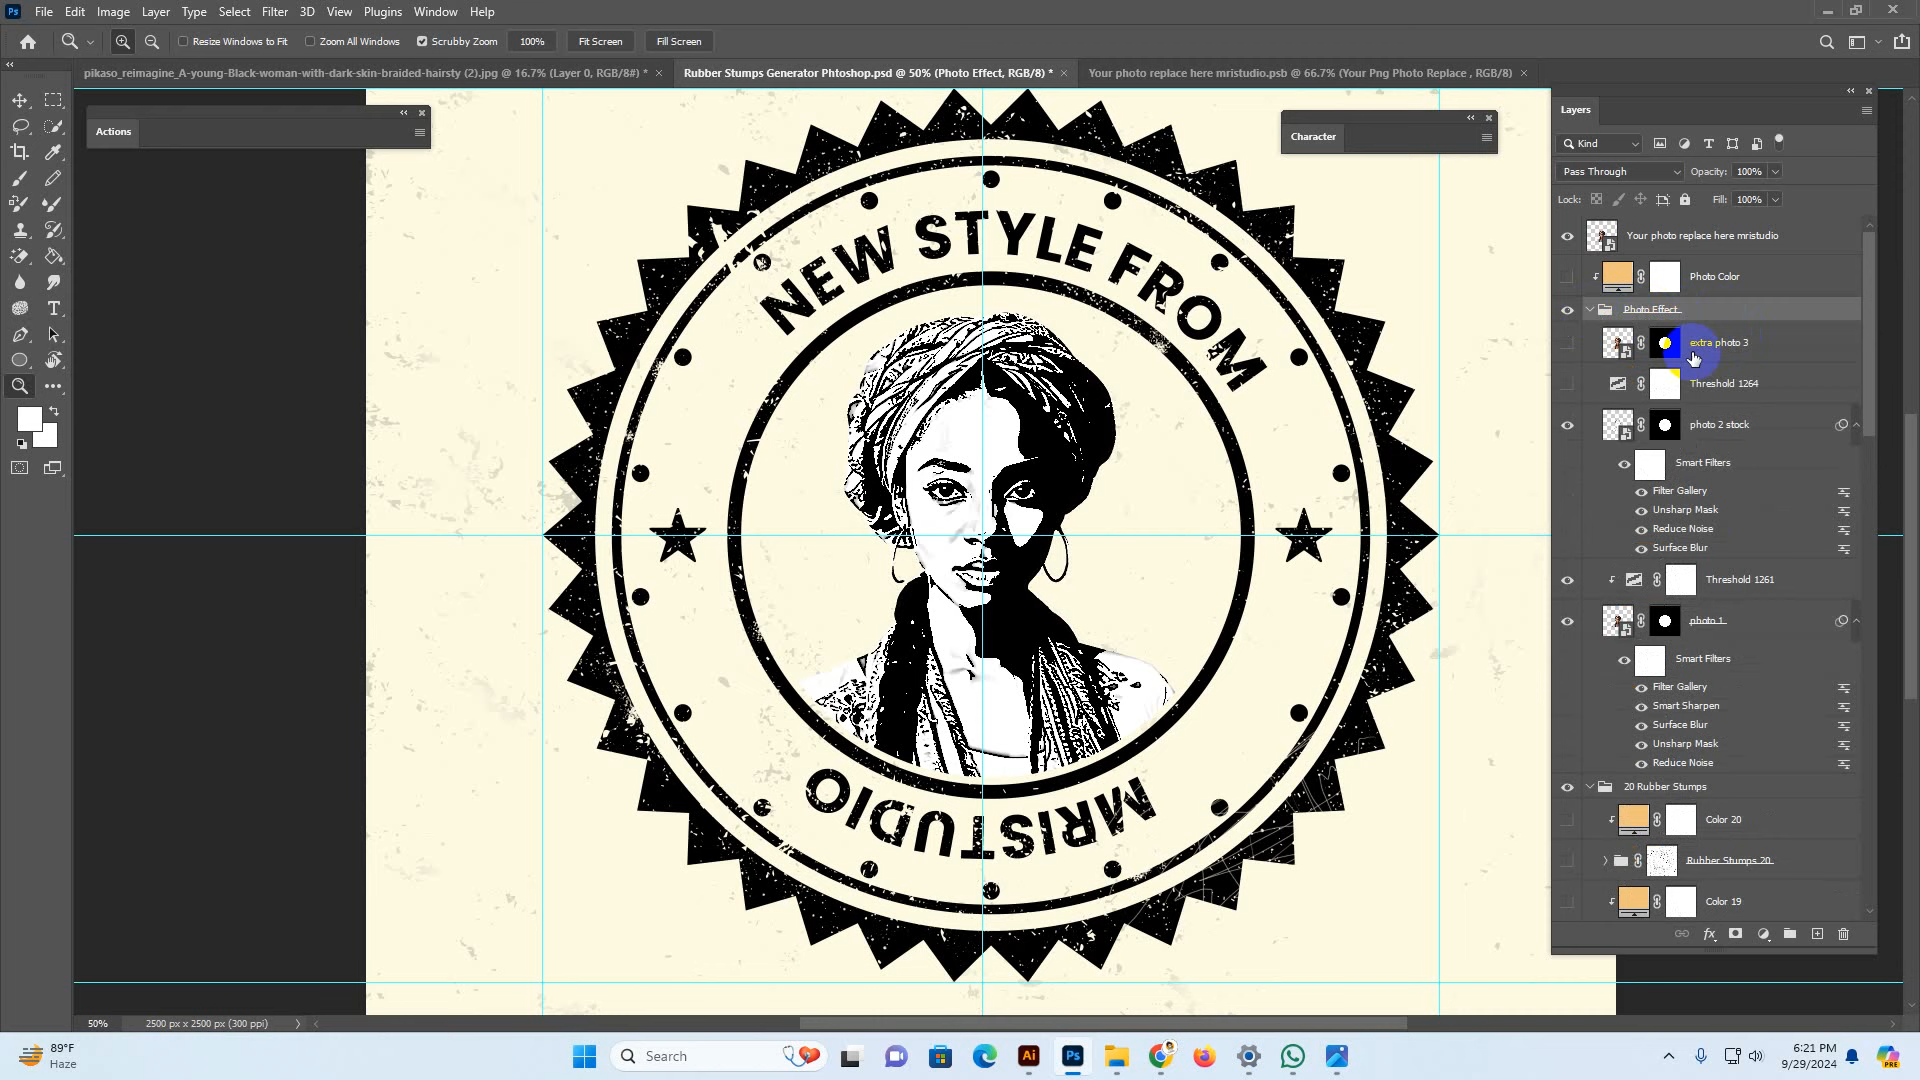 Ps File Edit Image Layer Type Select Filter 3D View Plugins Window Help
Resize Windows to Fit Zoom All Windows Scrubby Zoom 100% Fit Screen Fill Screen
pikaso_reimagine_A-young-Black-woman-with-dark-skin-braided-hairsty (2).jpg @ 16.7% (Layer 0, RGB/8#) *
Rubber Stumps Generator Phtoshop.psd @ 50% (Photo Effect, RGB/8) *
Your photo replace here mristudio.psb @ 66.7% (Your Png Photo Replace , RGB/8)
Actions
Character
NEW STYLE FROM
MRISTUDIO
Layers
Kind
Pass Through Opacity: 100%
Lock: Fill: 100%
Your photo replace here mristudio
Photo Color
Photo Effect
extra photo 3
Threshold 1264
photo 2 stock
Smart Filters
Filter Gallery
Unsharp Mask
Reduce Noise
Surface Blur
Threshold 1261
photo 1
Smart Filters
Filter Gallery
Smart Sharpen
Surface Blur
Unsharp Mask
Reduce Noise
20 Rubber Stumps
Color 20
Rubber Stumps 20
Color 19
fx
50% 2500 px x 2500 px (300 ppi)
89°F
Haze
Search
Ai
Ps
6:21 PM
9/29/2024
PRE